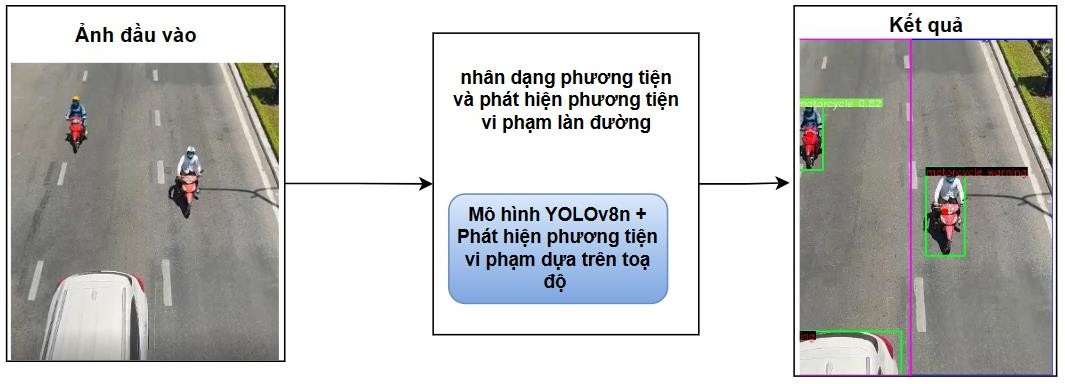 Ảnh đầu vào
nhân dạng phương tiện
và phát hiện phương tiện
vi phạm làn đường
Mô hình YOLOv8n +
Phát hiện phương tiện
vi phạm dựa trên toạ
độ
Kết quả
motorcycle 0.82
motorcycle warning
ing